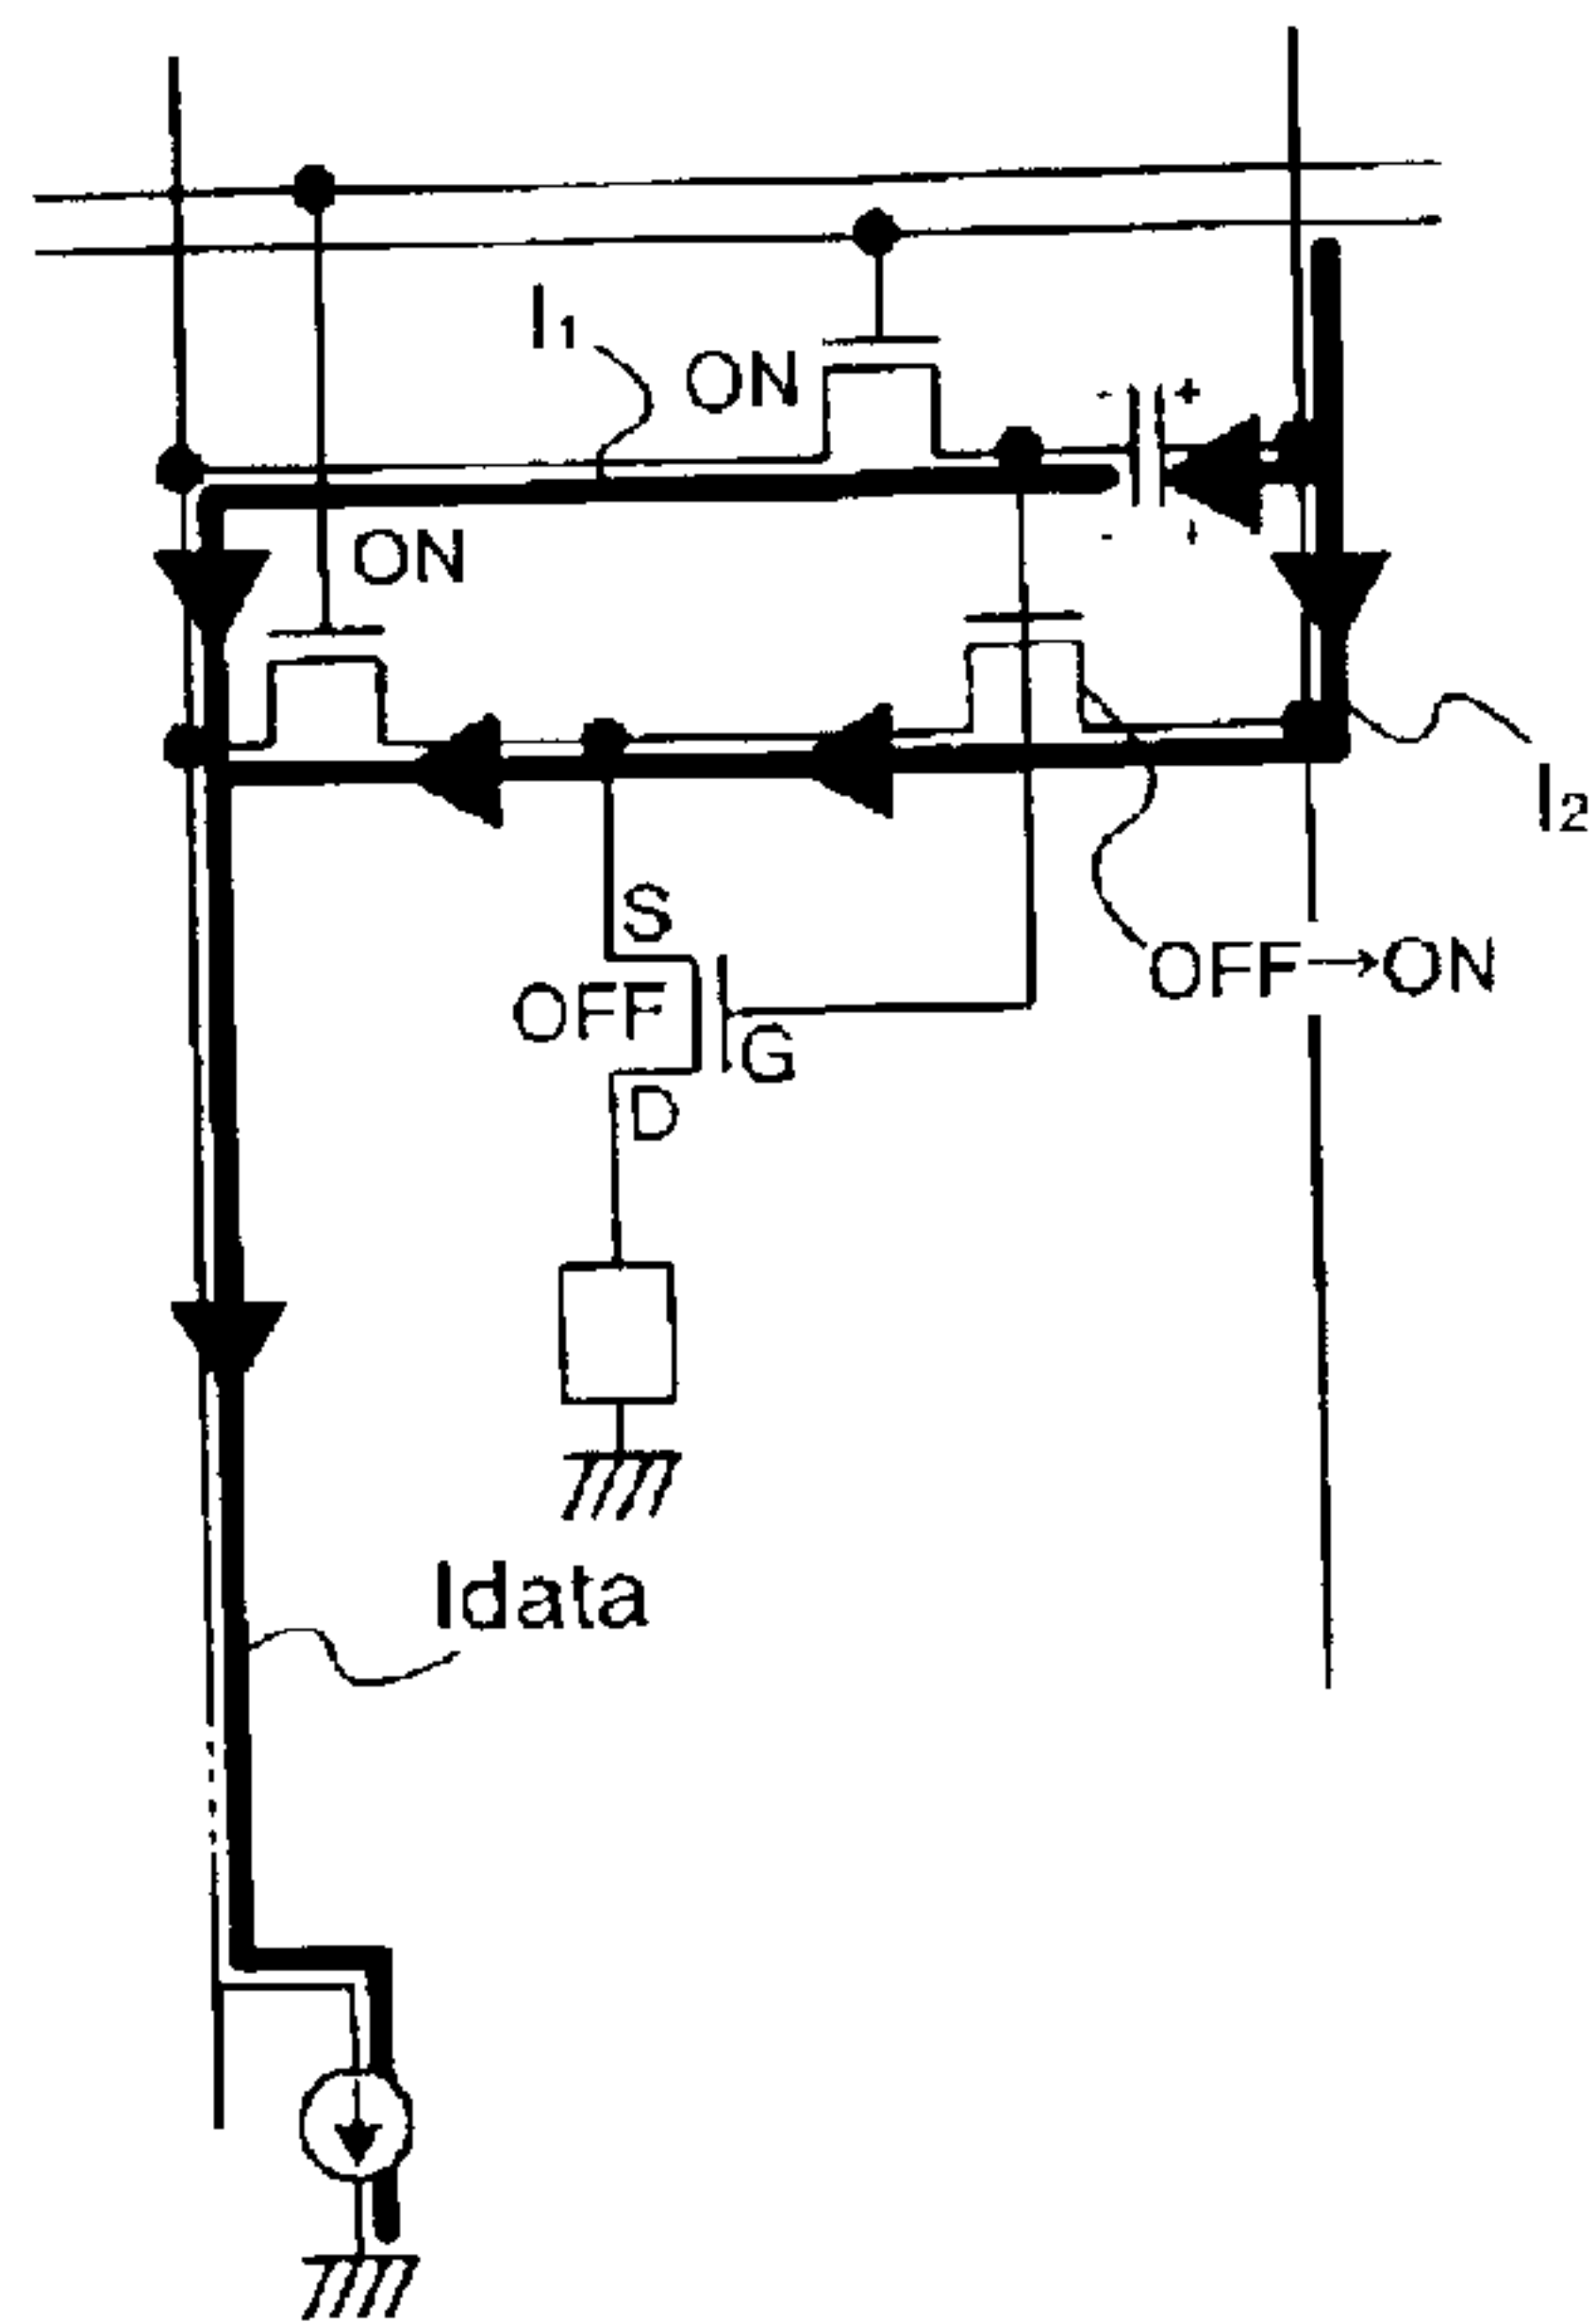 I₁
ON
- +
- +
ON
I₂
S
OFF
G
D
OFF→ON
Idata